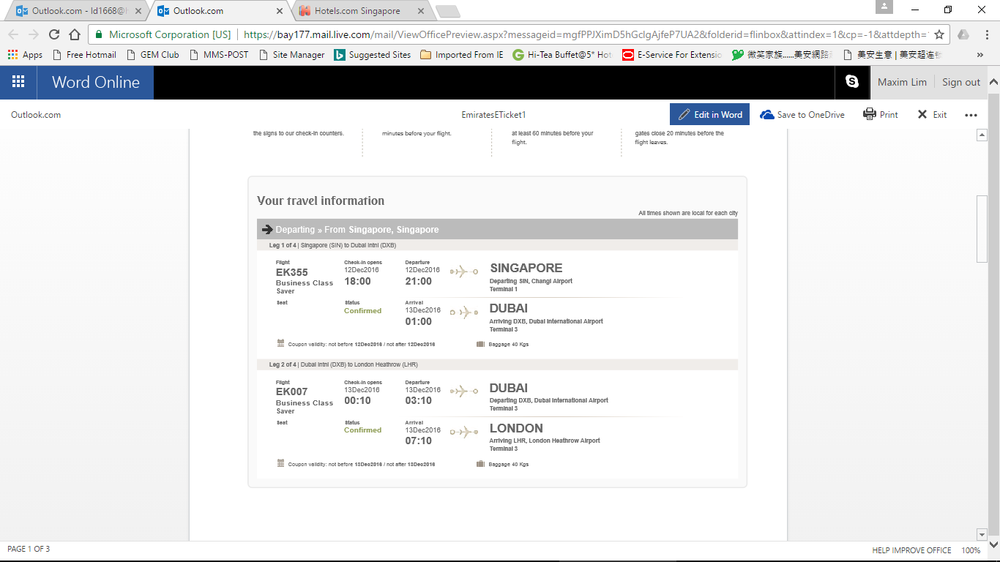 Outlook.com - ld1668@h
Outlook.com
Hotels.com Singapore
Microsoft Corporation [US]
https://bay177.mail.live.com/mail/ViewOfficePreview.aspx?messageid=mgfPPJXimD5hGclgAjfeP7UA2&folderid=flinbox&attindex=1&cp=-1&attdepth=
Apps
Free Hotmail
GEM Club
MMS-POST
Site Manager
Suggested Sites
Imported From IE
Hi-Tea Buffet@5* Hot
E-Service For Extensio
微笑家族......美安網路
美安生意 | 美安超连
Word Online
Maxim Lim
Sign out
Outlook.com
EmiratesETicket1
Edit in Word
Save to OneDrive
Print
Exit
the signs to our check-in counters.
minutes before your flight.
at least 60 minutes before your
flight.
gates close 20 minutes before the
flight leaves.
Your travel information
All times shown are local for each city
Departing » From Singapore, Singapore
Leg 1 of 4 | Singapore (SIN) to Dubai Intnl (DXB)
Flight
EK355
Business Class
Saver
Check-in opens
12Dec2016
18:00
Departure
12Dec2016
21:00
SINGAPORE
Departing SIN, Changi Airport
Terminal 1
Seat
Status
Confirmed
Arrival
13Dec2016
01:00
DUBAI
Arriving DXB, Dubai International Airport
Terminal 3
Coupon validity: not before 12Dec2016 / not after 12Dec2016
Baggage 40 Kgs
Leg 2 of 4 | Dubai Intnl (DXB) to London Heathrow (LHR)
Flight
EK007
Business Class
Saver
Check-in opens
13Dec2016
00:10
Departure
13Dec2016
03:10
DUBAI
Departing DXB, Dubai International Airport
Terminal 3
Seat
Status
Confirmed
Arrival
13Dec2016
07:10
LONDON
Arriving LHR, London Heathrow Airport
Terminal 3
Coupon validity: not before 13Dec2016 / not after 13Dec2016
Baggage 40 Kgs
PAGE 1 OF 3
HELP IMPROVE OFFICE
100%